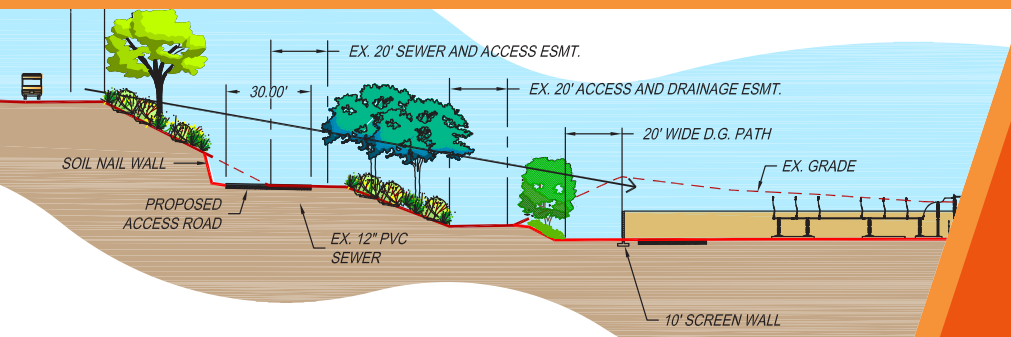 EX. 20' SEWER AND ACCESS ESMT.
30.00'
EX. 20' ACCESS AND DRAINAGE ESMT.
20' WIDE D.G. PATH
SOIL NAIL WALL
EX. GRADE
PROPOSED
ACCESS ROAD
EX. 12" PVC
SEWER
10' SCREEN WALL